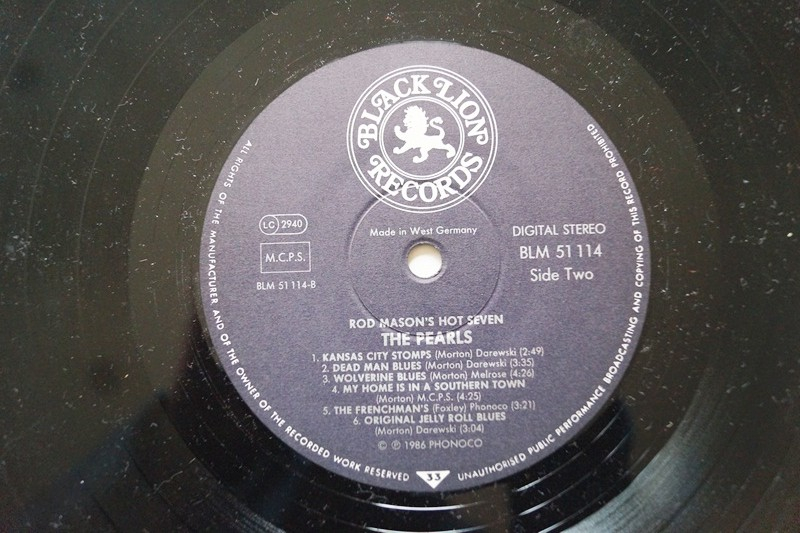 BLACK LION
RECORDS
ALL RIGHTS OF THE MANUFACTURER AND OF THE OWNER OF THE RECORDED WORK RESERVED
UNAUTHORISED PUBLIC PERFORMANCE BROADCASTING AND COPYING OF THIS RECORD PROHIBITED
LC 2940
M.C.P.S.
BLM 51 114-B
Made in West Germany
DIGITAL STEREO
BLM 51 114
Side Two
ROD MASON'S HOT SEVEN
THE PEARLS
1. KANSAS CITY STOMPS (Morton) Darewski (2:49)
2. DEAD MAN BLUES (Morton) Darewski (3:35)
3. WOLVERINE BLUES (Morton) Melrose (4:26)
4. MY HOME IS IN A SOUTHERN TOWN
(Morton) M.C.P.S. (4:25)
5. THE FRENCHMAN'S (Foxley) Phonoco (3:21)
6. ORIGINAL JELLY ROLL BLUES
(Morton) Darewski (3:04)
© ℗ 1986 PHONOCO
33